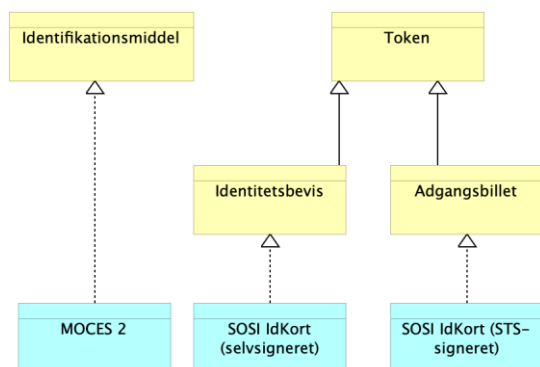 Identifikationsmiddel
Token
Identitetsbevis
Adgangsbillet
MOCES 2
SOSI IdKort
(selvsigneret)
SOSI IdKort (STS-
signeret)